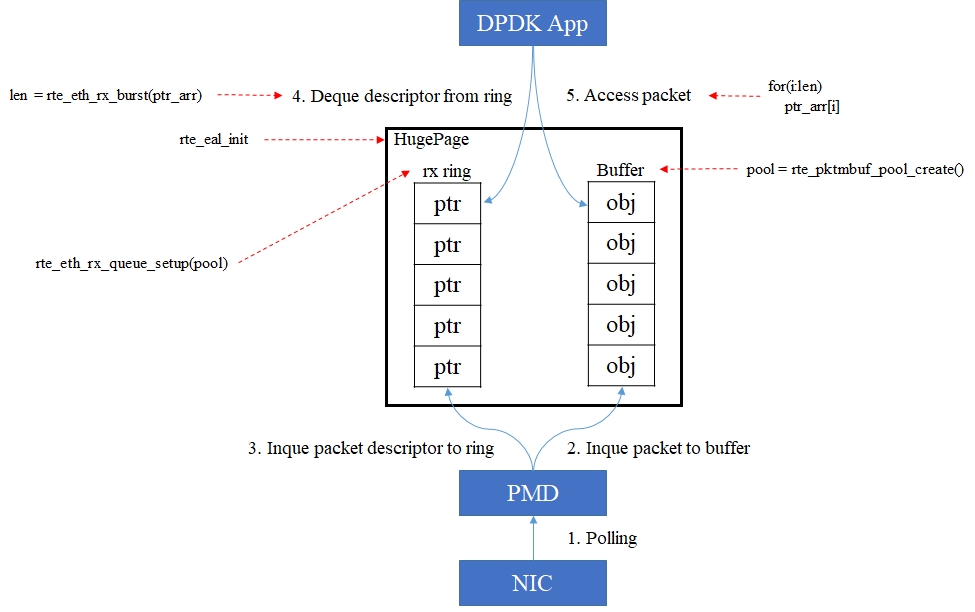 DPDK App
len = rte_eth_rx_burst(ptr_arr)
4. Deque descriptor from ring
5. Access packet
for(i:len)
ptr_arr[i]
rte_eal_init
HugePage
rx ring
Buffer
pool = rte_pktmbuf_pool_create()
ptr
obj
ptr
obj
rte_eth_rx_queue_setup(pool)
ptr
obj
ptr
obj
ptr
obj
3. Inque packet descriptor to ring
2. Inque packet to buffer
PMD
1. Polling
NIC